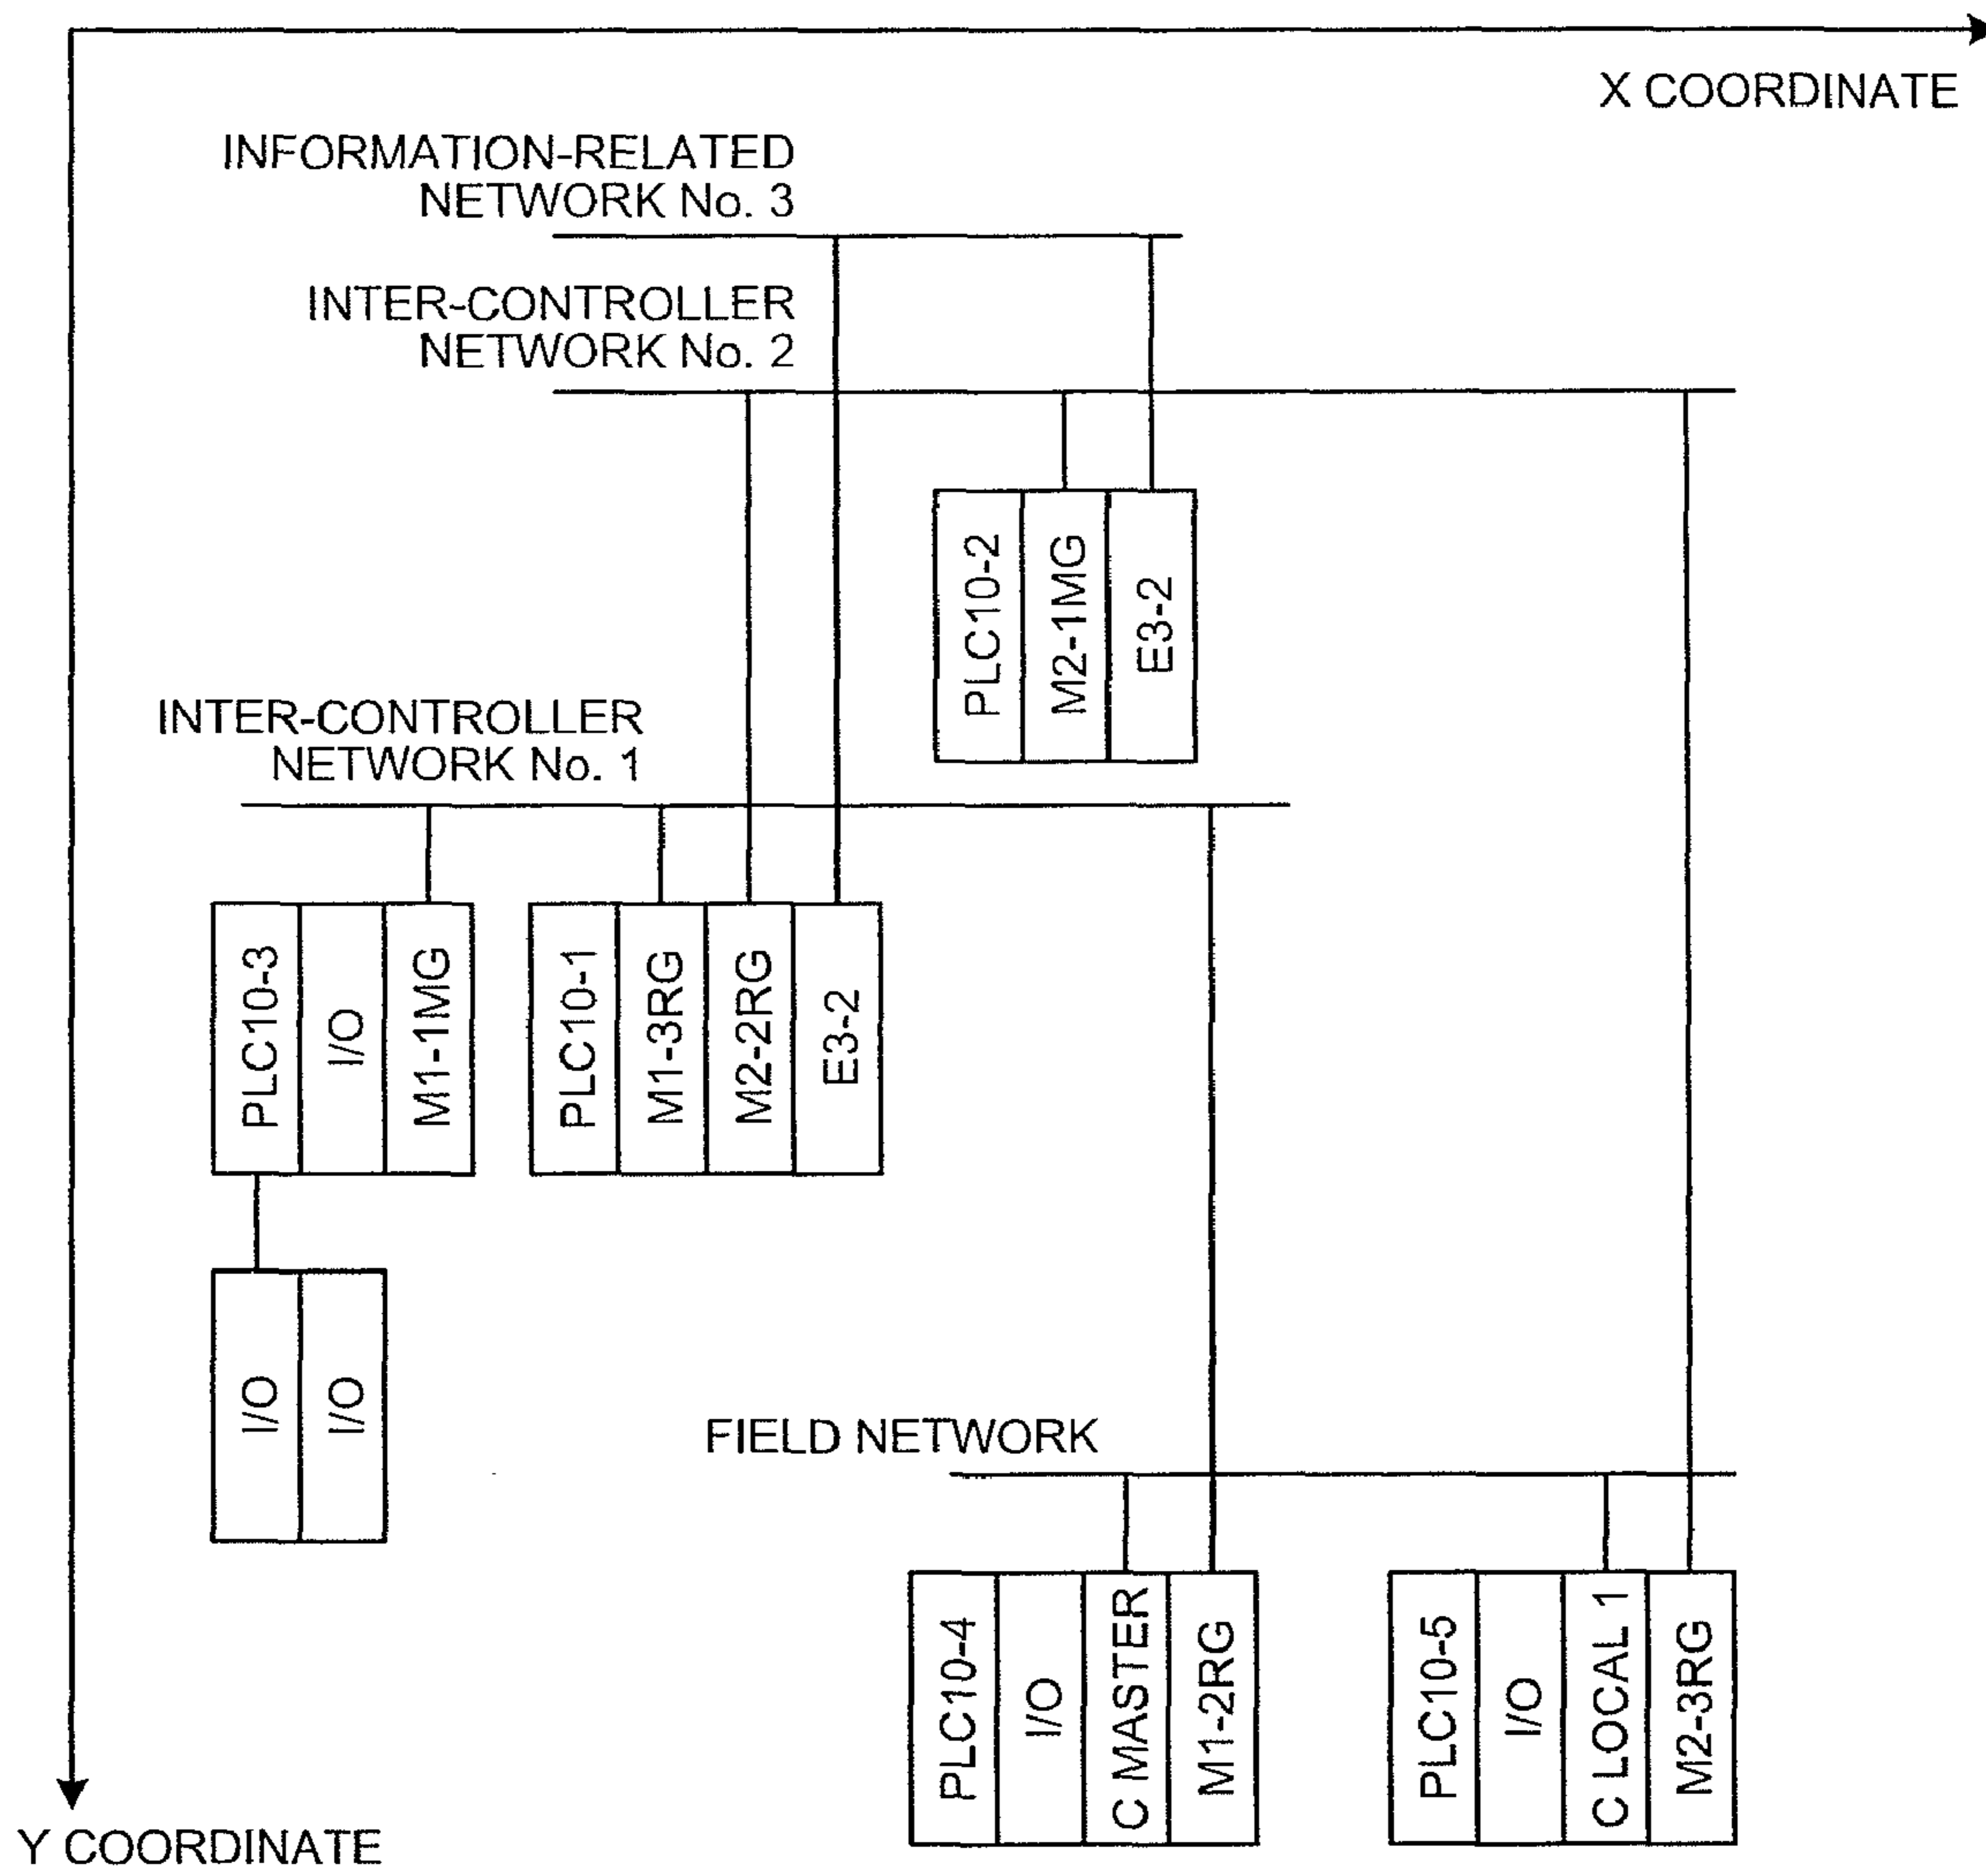 X COORDINATE
INFORMATION-RELATED
NETWORK No. 3
INTER-CONTROLLER
NETWORK No. 2
PLC10-2
M2-1MG
E3-2
INTER-CONTROLLER
NETWORK No. 1
PLC10-3
I/O
M1-1MG
PLC10-1
M1-3RG
M2-2RG
E3-2
I/O
I/O
FIELD NETWORK
PLC10-4
I/O
C MASTER
M1-2RG
PLC10-5
I/O
C LOCAL 1
M2-3RG
Y COORDINATE